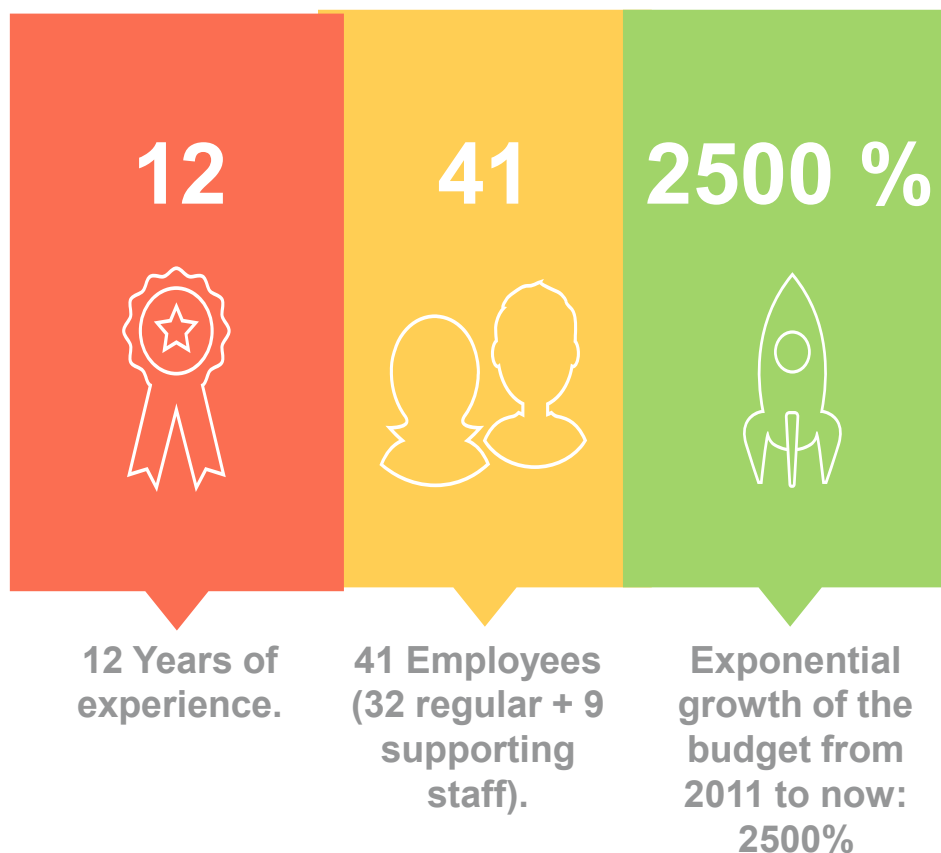 12
41
2500 %
12 Years of
experience.
41 Employees
(32 regular + 9
supporting
staff).
Exponential
growth of the
budget from
2011 to now:
2500%